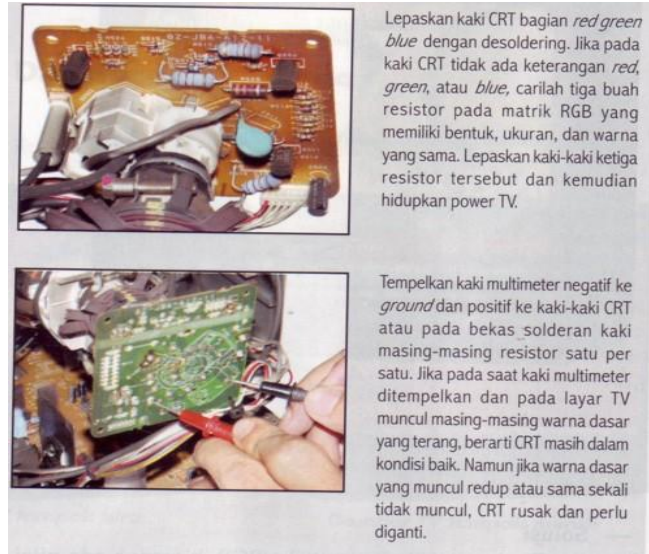 Lepaskan kaki CRT bagian red green
blue dengan desoldering. Jika pada
kaki CRT tidak ada keterangan red,
green, atau blue, carilah tiga buah
resistor pada matrik RGB yang
memiliki bentuk, ukuran, dan warna
yang sama. Lepaskan kaki-kaki ketiga
resistor tersebut dan kemudian
hidupkan power TV.
Tempelkan kaki multimeter negatif ke
ground dan positif ke kaki-kaki CRT
atau pada bekas solderan kaki
masing-masing resistor satu per
satu. Jika pada saat kaki multimeter
ditempelkan dan pada layar TV
muncul masing-masing warna dasar
yang terang, berarti CRT masih dalam
kondisi baik. Namun jika warna dasar
yang muncul redup atau sama sekali
tidak muncul, CRT rusak dan perlu
diganti.